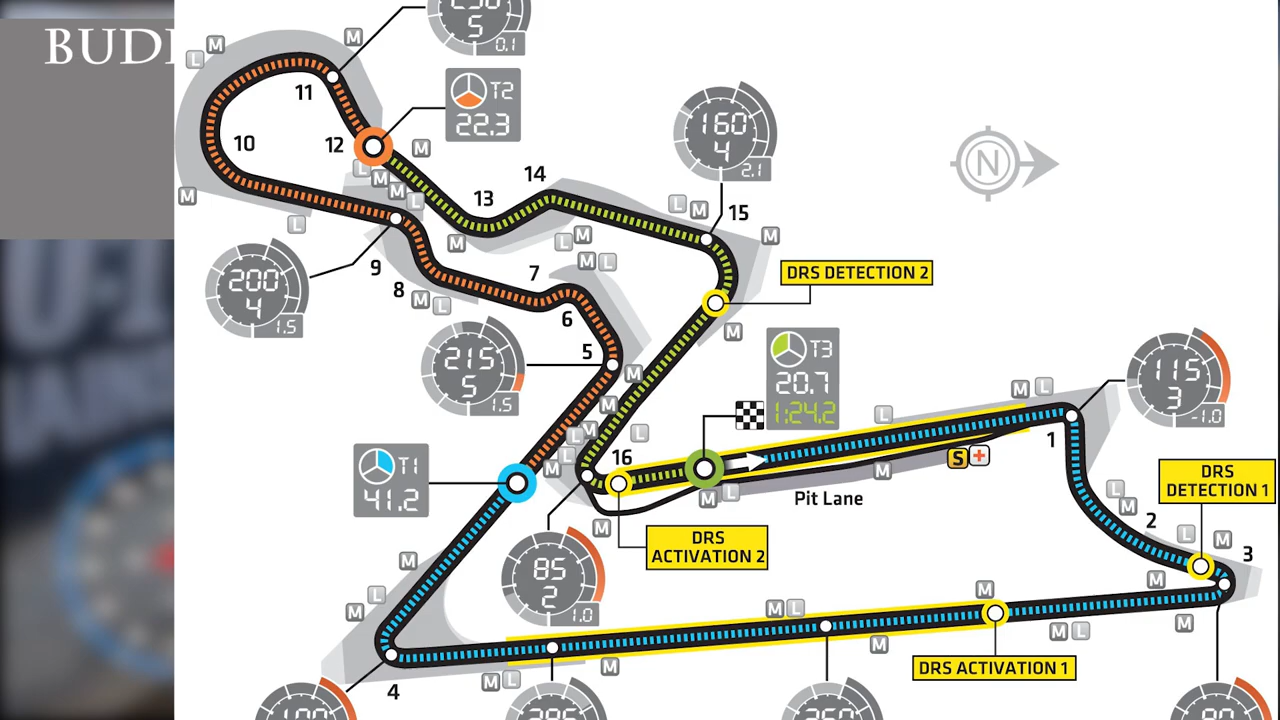 BUD
5
0.1
M
L
M
11
T2
22.3
10
12
M
L
M
M
L
M
160
4
2.1
N
13
14
L
M
15
M
L
M
L
M
M
L
9
8
7
DRS DETECTION 2
200
4
1.5
M
L
6
M
T3
20.7
1:24.2
215
5
1.5
5
M
M
L
M
L
M
L
115
3
-1.0
1
L
M
L
16
S
T1
41.2
M
M
L
Pit Lane
M
DRS
DETECTION 1
L
M
2
L
M
3
M
DRS
ACTIVATION 2
85
2
1.0
M
L
M
M
L
M
M
M
L
M
DRS ACTIVATION 1
M
L
M
4